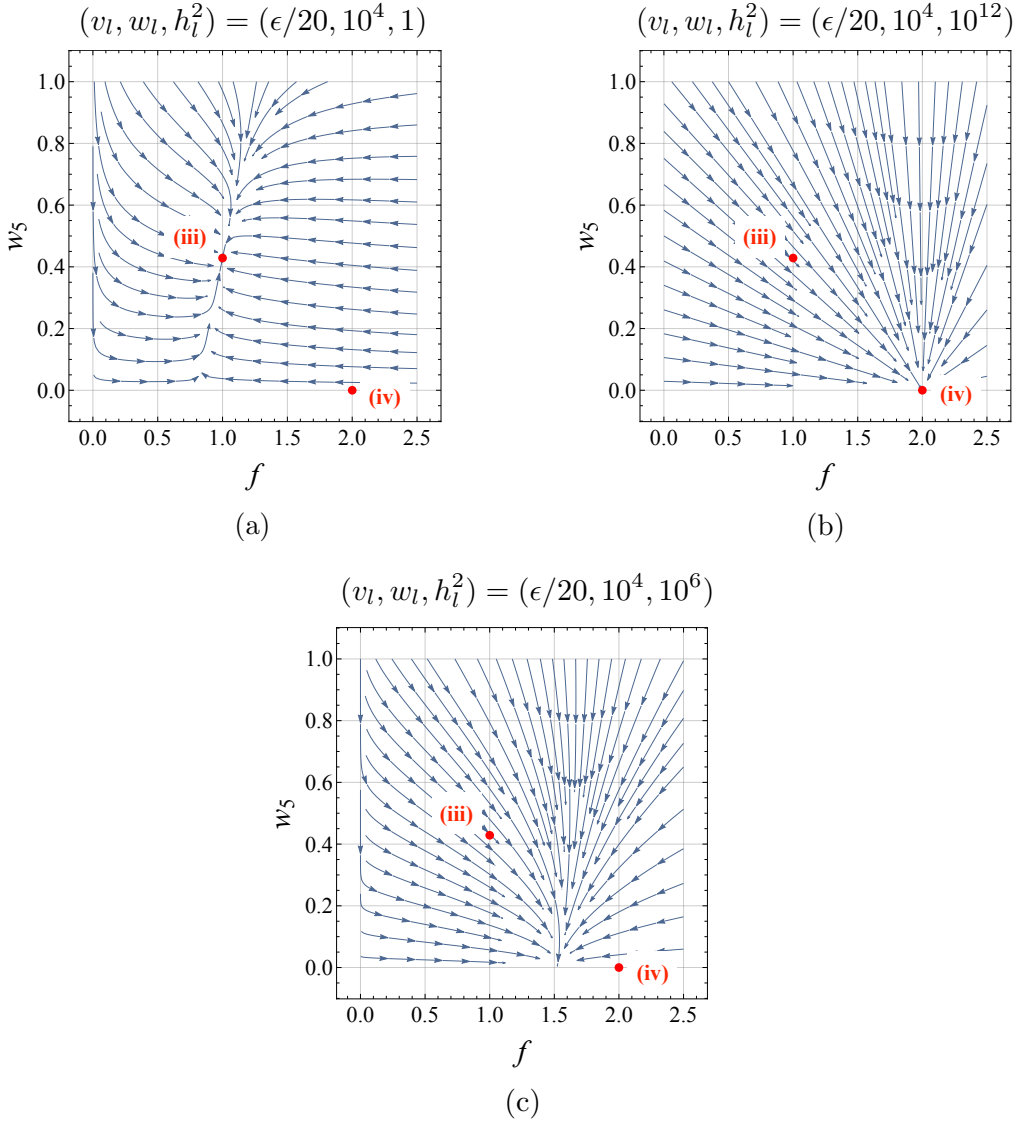 (v_l, w_l, h_l^2) = (ϵ/20, 10^4, 1)
1.0
0.8
0.6
0.4
0.2
0.0
w_5
(iii)
(iv)
0.0 0.5 1.0 1.5 2.0 2.5
f
(a)
(v_l, w_l, h_l^2) = (ϵ/20, 10^4, 10^12)
1.0
0.8
0.6
0.4
0.2
0.0
w_5
(iii)
(iv)
0.0 0.5 1.0 1.5 2.0 2.5
f
(b)
(v_l, w_l, h_l^2) = (ϵ/20, 10^4, 10^6)
1.0
0.8
0.6
0.4
0.2
0.0
w_5
(iii)
(iv)
0.0 0.5 1.0 1.5 2.0 2.5
f
(c)